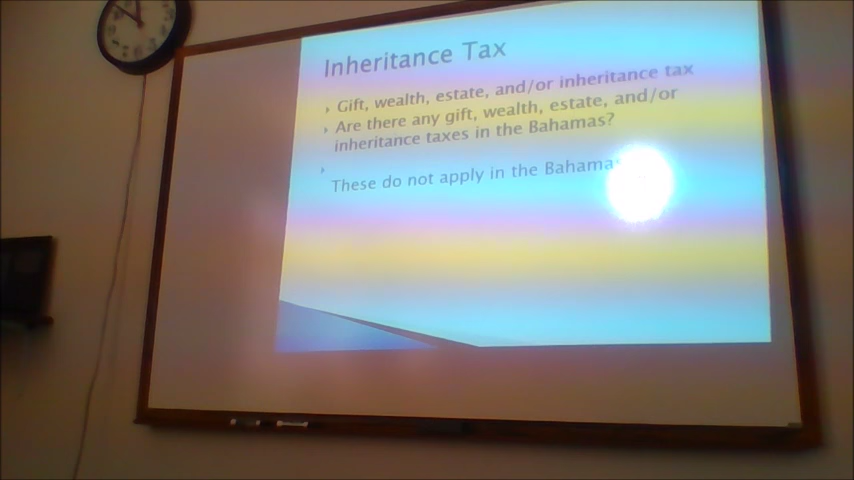 Inheritance Tax
Gift, wealth, estate, and/or inheritance tax
Are there any gift, wealth, estate, and/or
inheritance taxes in the Bahamas?
These do not apply in the